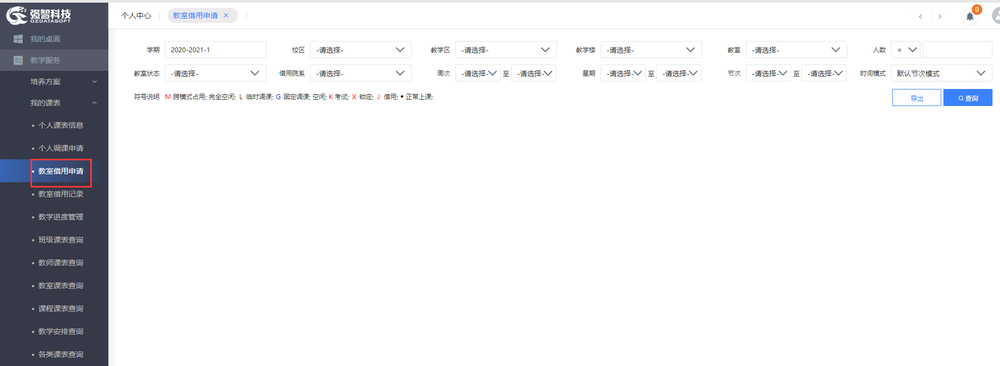 强智科技
QZDATASOFT
我的桌面
教学服务
培养方案
我的课表
个人课表信息
个人调课申请
教室借用申请
教室借用记录
教学进度管理
班级课表查询
教师课表查询
教室课表查询
课程课表查询
教学安排查询
各类课表查询
个人中心 教室借用申请 ×
0
学期 2020-2021-1 校区 -请选择- 教学区 -请选择- 教学楼 -请选择- 教室 -请选择- 人数 =
教室状态 -请选择- 借用院系 -请选择- 周次 -请选择- 至 -请选择- 星期 -请选择- 至 -请选择- 节次 -请选择- 至 -请选择- 时间模式 默认节次模式
符号说明 M 跨模式占用; 完全空闲; L 临时调课; G 固定调课; 空闲; K 考试; X 锁定; J 借用; ◆ 正常上课;
导出 查询